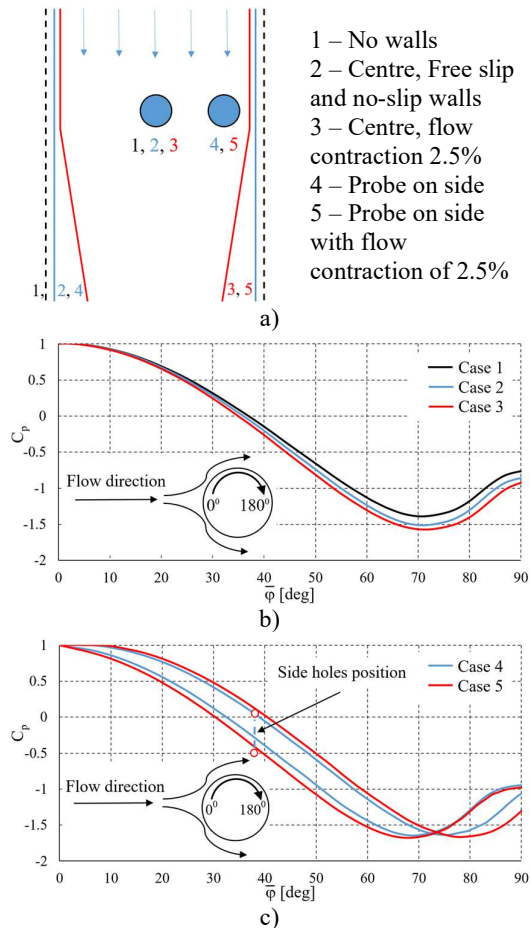 1, 2, 3
4, 5
1,
2, 4
3, 5
1 – No walls
2 – Centre, Free slip
and no-slip walls
3 – Centre, flow
contraction 2.5%
4 – Probe on side
5 – Probe on side
with flow
contraction of 2.5%
a)
1
0.5
0
-0.5
-1
-1.5
-2
Cₚ
Case 1
Case 2
Case 3
Flow direction
0⁰
180⁰
0 10 20 30 40 50 60 70 80 90
φ̅ [deg]
b)
1
0.5
0
-0.5
-1
-1.5
-2
Cₚ
Side holes position
Case 4
Case 5
Flow direction
0⁰
180⁰
0 10 20 30 40 50 60 70 80 90
φ̅ [deg]
c)